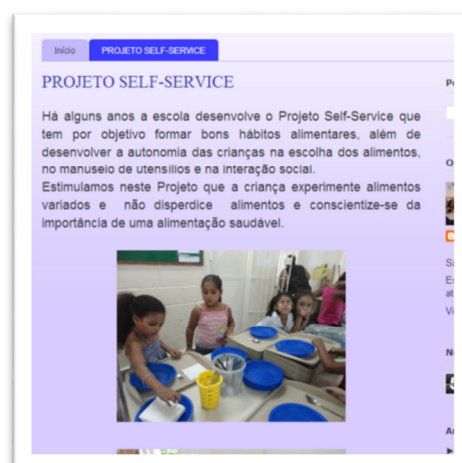 Início PROJETO SELF-SERVICE
PROJETO SELF-SERVICE
Há alguns anos a escola desenvolve o Projeto Self-Service que
tem por objetivo formar bons hábitos alimentares, além de
desenvolver a autonomia das crianças na escolha dos alimentos,
no manuseio de utensílios e na interação social.
Estimulamos neste Projeto que a criança experimente alimentos
variados e não disperdice alimentos e conscientize-se da
importância de uma alimentação saudável.